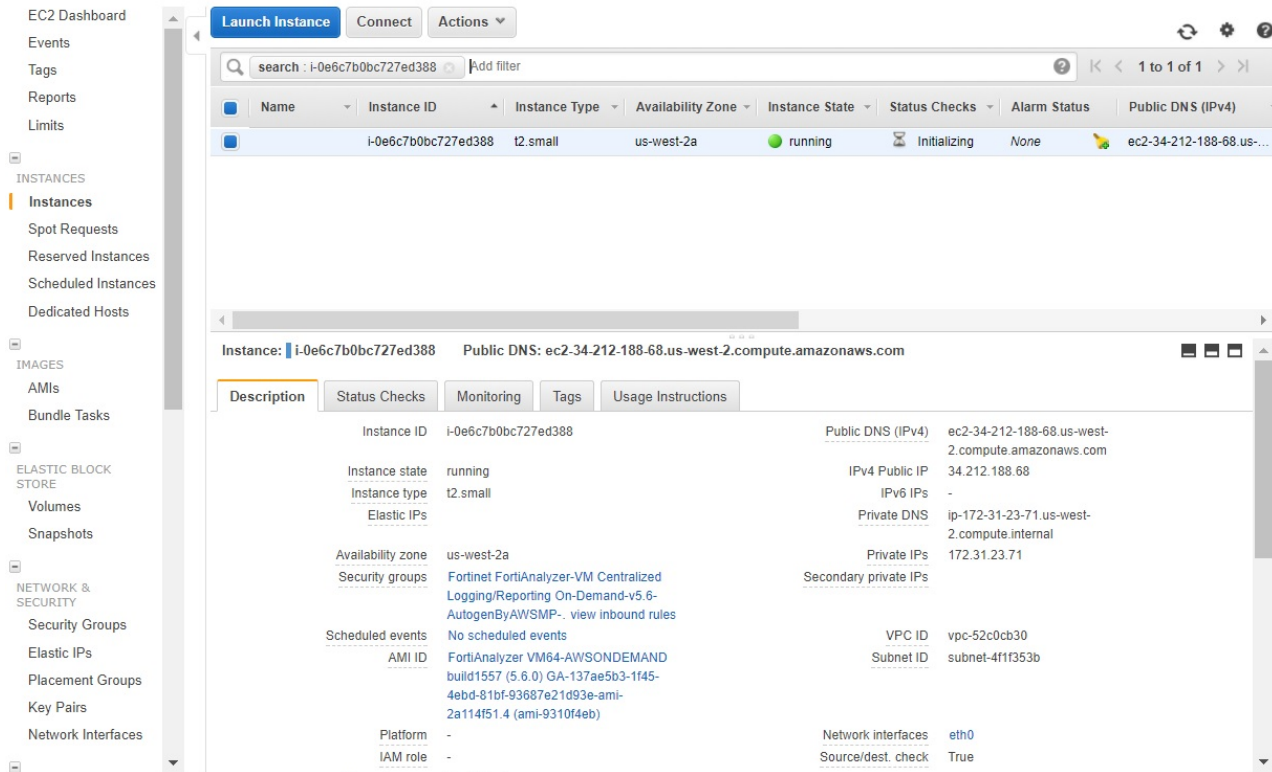 EC2 Dashboard
Events
Tags
Reports
Limits
INSTANCES
Instances
Spot Requests
Reserved Instances
Scheduled Instances
Dedicated Hosts
IMAGES
AMIs
Bundle Tasks
ELASTIC BLOCK
STORE
Volumes
Snapshots
NETWORK &
SECURITY
Security Groups
Elastic IPs
Placement Groups
Key Pairs
Network Interfaces
Launch Instance Connect Actions
search : i-0e6c7b0bc727ed388 Add filter 1 to 1 of 1
Name Instance ID Instance Type Availability Zone Instance State Status Checks Alarm Status Public DNS (IPv4)
i-0e6c7b0bc727ed388 t2.small us-west-2a running Initializing None ec2-34-212-188-68.us-...
Instance: i-0e6c7b0bc727ed388 Public DNS: ec2-34-212-188-68.us-west-2.compute.amazonaws.com
Description Status Checks Monitoring Tags Usage Instructions
Instance ID i-0e6c7b0bc727ed388
Instance state running
Instance type t2.small
Elastic IPs
Availability zone us-west-2a
Security groups Fortinet FortiAnalyzer-VM Centralized
Logging/Reporting On-Demand-v5.6-
AutogenByAWSMP-. view inbound rules
Scheduled events No scheduled events
AMI ID FortiAnalyzer VM64-AWSONDEMAND
build1557 (5.6.0) GA-137ae5b3-1f45-
4ebd-81bf-93687e21d93e-ami-
2a114f51.4 (ami-9310f4eb)
Platform -
IAM role -
Public DNS (IPv4) ec2-34-212-188-68.us-west-
2.compute.amazonaws.com
IPv4 Public IP 34.212.188.68
IPv6 IPs -
Private DNS ip-172-31-23-71.us-west-
2.compute.internal
Private IPs 172.31.23.71
Secondary private IPs
VPC ID vpc-52c0cb30
Subnet ID subnet-4f1f353b
Network interfaces eth0
Source/dest. check True